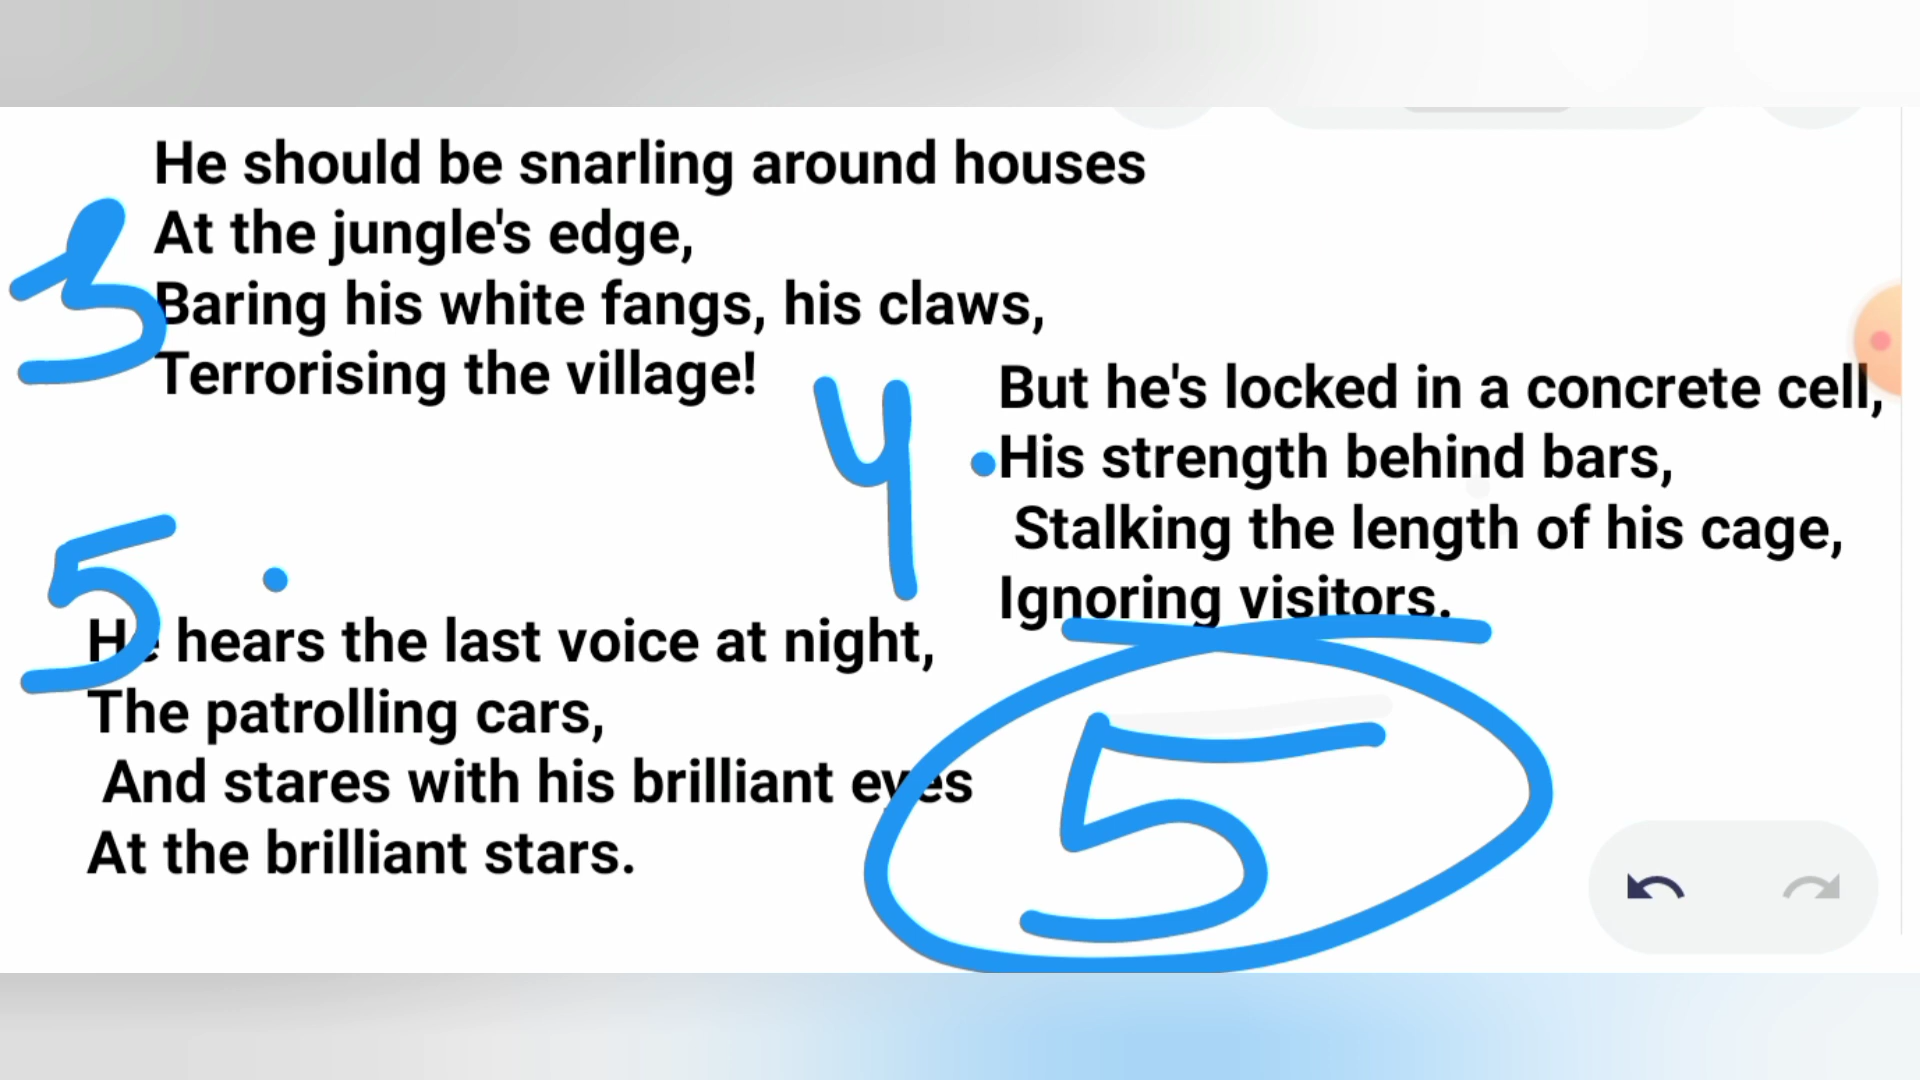 He should be snarling around houses
At the jungle's edge,
Baring his white fangs, his claws,
Terrorising the village!
3
4
But he's locked in a concrete cell,
His strength behind bars,
Stalking the length of his cage,
Ignoring visitors.
5
He hears the last voice at night,
The patrolling cars,
And stares with his brilliant eyes
At the brilliant stars.
5